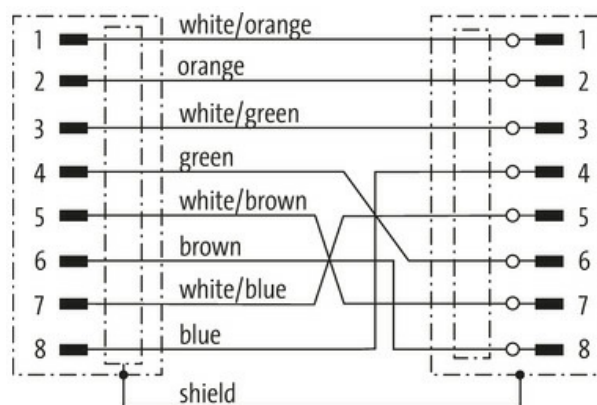 1 white/orange 1
2 orange 2
3 white/green 3
4 green 4
5 white/brown 5
6 brown 6
7 white/blue 7
8 blue 8
shield